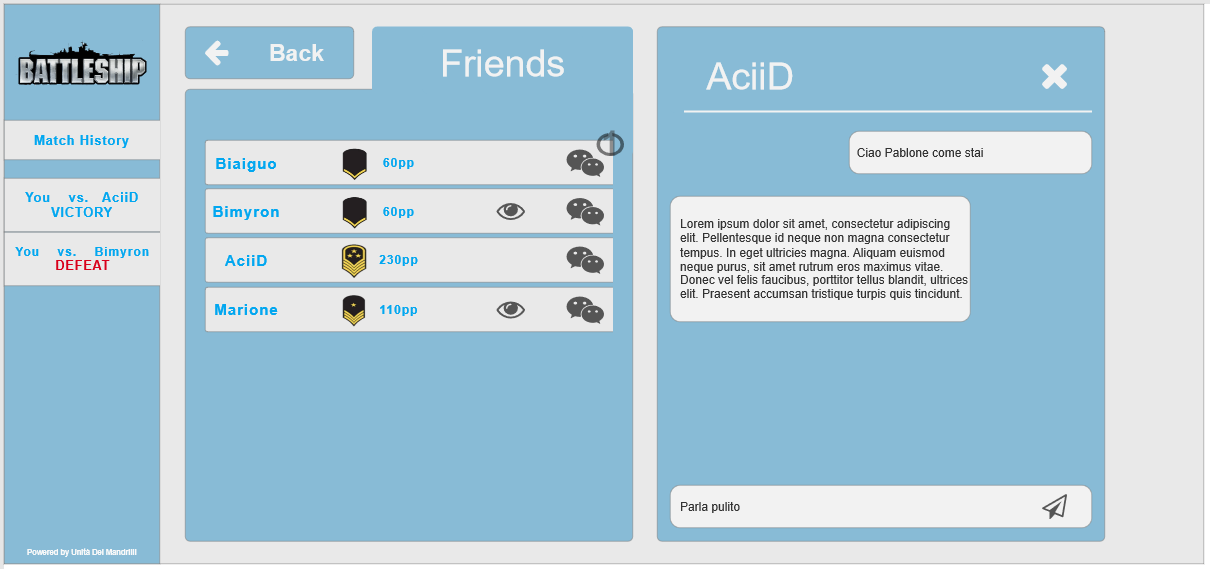 BATTLESHIP
Match History
You vs. AciiD
VICTORY
You vs. Bimyron
DEFEAT
Powered by Unità Dei Mandrilli
Back
Friends
Biaiguo 60pp
1
Bimyron 60pp
AciiD 230pp
Marione 110pp
AciiD
Ciao Pablone come stai
Lorem ipsum dolor sit amet, consectetur adipiscing
elit. Pellentesque id neque non magna consectetur
tempus. In eget ultricies magna. Aliquam euismod
neque purus, sit amet rutrum eros maximus vitae.
Donec vel felis faucibus, porttitor tellus blandit, ultrices
elit. Praesent accumsan tristique turpis quis tincidunt.
Parla pulito